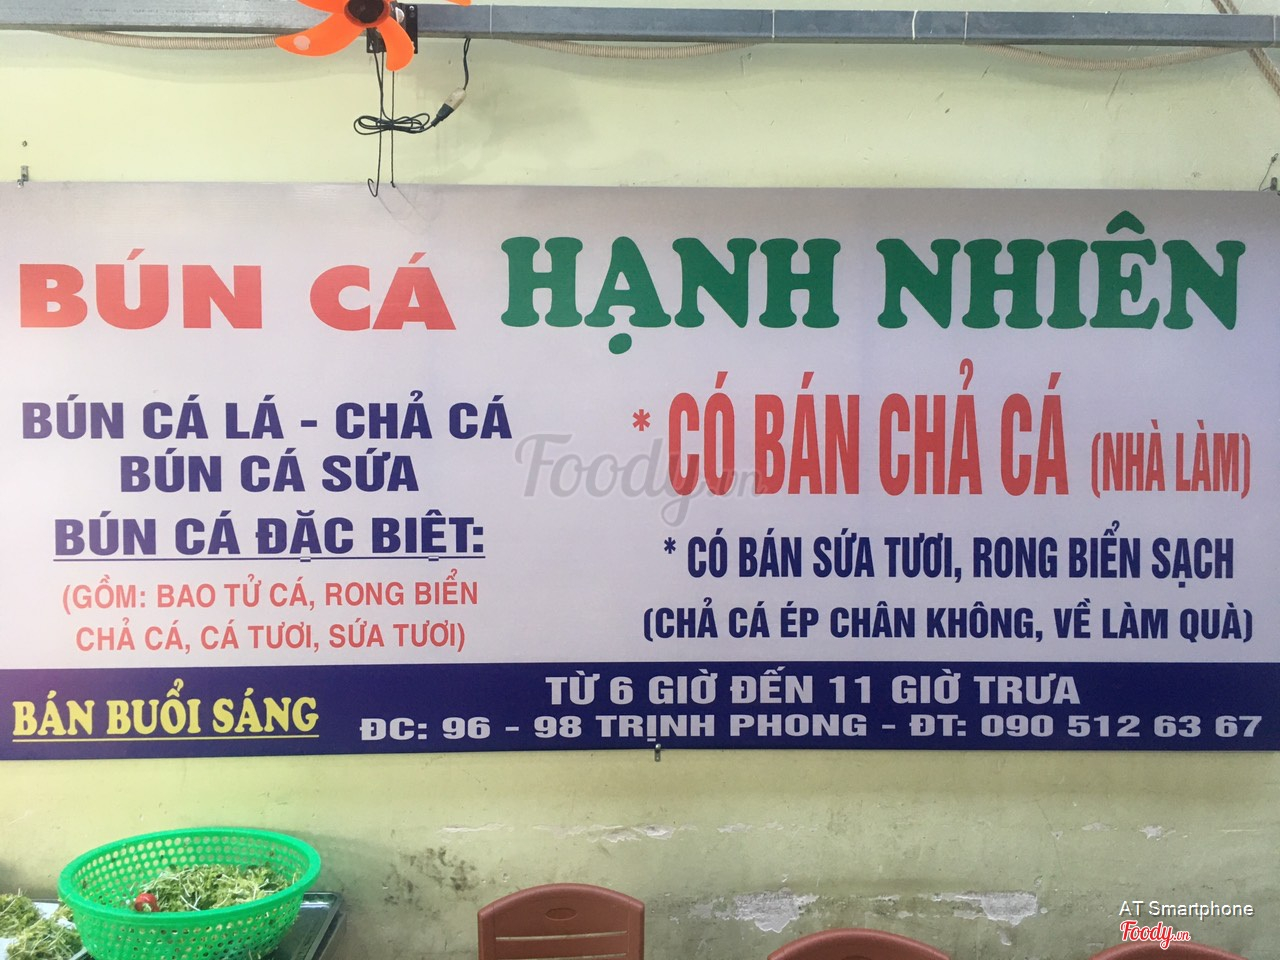 BÚN CÁ HẠNH NHIÊN
BÚN CÁ LÁ - CHẢ CÁ
BÚN CÁ SỨA
BÚN CÁ ĐẶC BIỆT:
(GỒM: BAO TỬ CÁ, RONG BIỂN
CHẢ CÁ, CÁ TƯƠI, SỨA TƯƠI)
* CÓ BÁN CHẢ CÁ (NHÀ LÀM)
* CÓ BÁN SỨA TƯƠI, RONG BIỂN SẠCH
(CHẢ CÁ ÉP CHÂN KHÔNG, VỀ LÀM QUÀ)
BÁN BUỔI SÁNG
TỪ 6 GIỜ ĐẾN 11 GIỜ TRƯA
ĐC: 96 - 98 TRỊNH PHONG - ĐT: 090 512 63 67
Foody.vn
AT Smartphone
Foody.vn